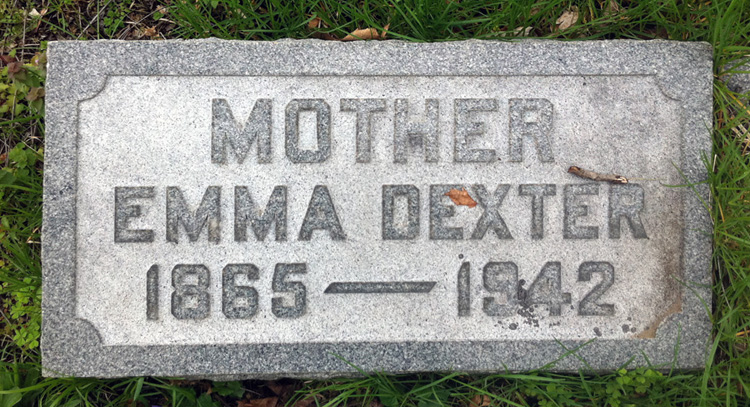 MOTHER
EMMA DEXTER
1865 — 1942